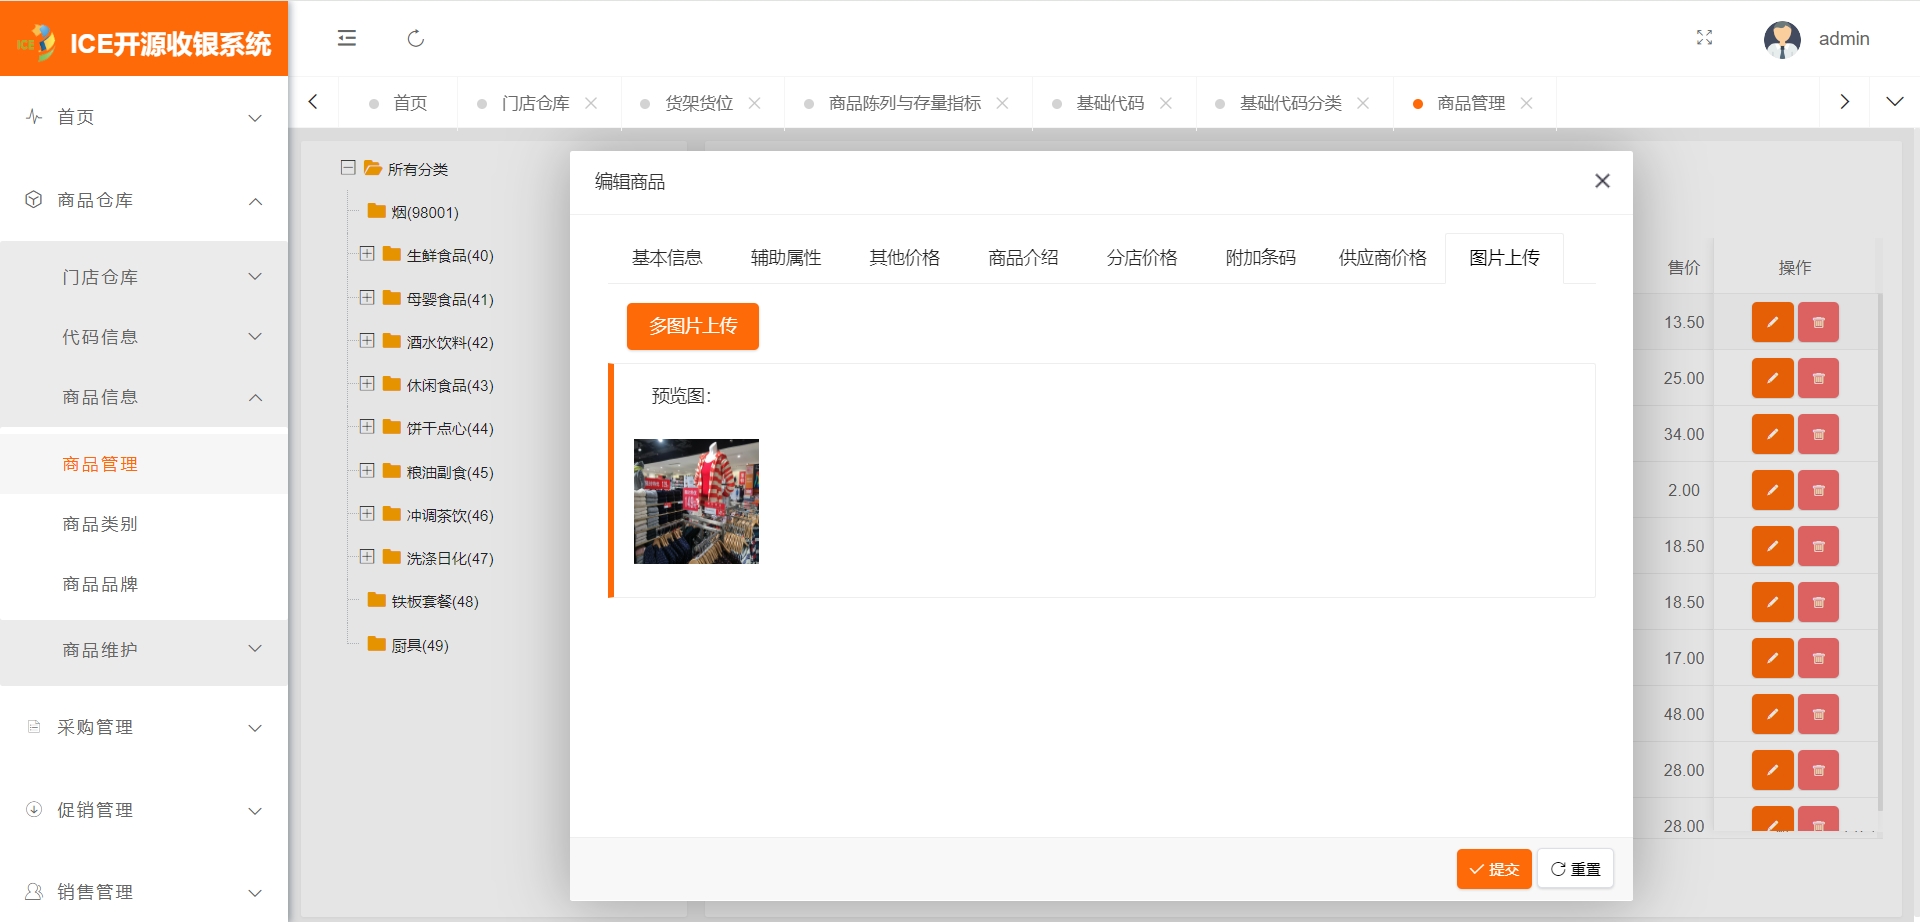 ICE开源收银系统
admin
首页
门店仓库
货架货位
商品陈列与存量指标
基础代码
基础代码分类
商品管理
首页
商品仓库
门店仓库
代码信息
商品信息
商品管理
商品类别
商品品牌
商品维护
采购管理
促销管理
销售管理
所有分类
烟(98001)
生鲜食品(40)
母婴食品(41)
酒水饮料(42)
休闲食品(43)
饼干点心(44)
粮油副食(45)
冲调茶饮(46)
洗涤日化(47)
铁板套餐(48)
厨具(49)
编辑商品
基本信息 辅助属性 其他价格 商品介绍 分店价格 附加条码 供应商价格 图片上传
多图片上传
预览图：
提交 重置
售价 操作
13.50
25.00
34.00
2.00
18.50
18.50
17.00
48.00
28.00
28.00